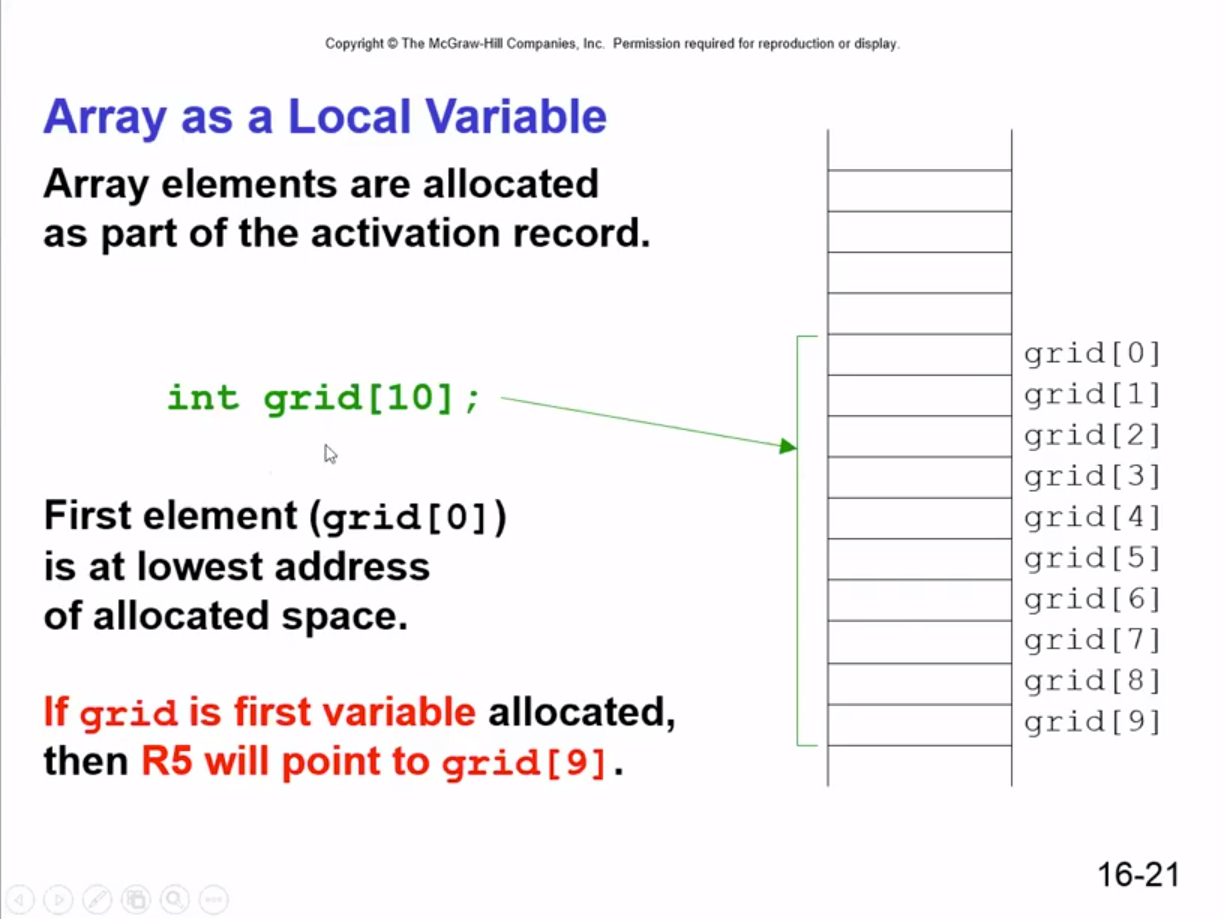 Copyright © The McGraw-Hill Companies, Inc. Permission required for reproduction or display.
Array as a Local Variable
Array elements are allocated
as part of the activation record.
int grid[10];
First element (grid[0])
is at lowest address
of allocated space.
If grid is first variable allocated,
then R5 will point to grid[9].
grid[0]
grid[1]
grid[2]
grid[3]
grid[4]
grid[5]
grid[6]
grid[7]
grid[8]
grid[9]
16-21